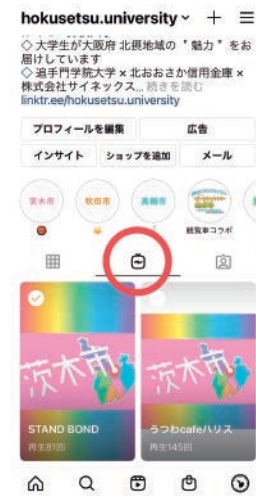 hokusetsu.university
◇ 大学生が大阪府 北摂地域の＂魅力＂をお
届けしています
◇ 追手門学院大学 × 北おおさか信用金庫 ×
株式会社サイネックス... 続きを読む
linktr.ee/hokusetsu.university
プロフィールを編集 広告
インサイト ショップを追加 メール
茨木市 吹田市 高槻市
観覧車コラボ
茨木市 茨木市
STAND BOND うつわcafeハリス
再生81回 再生145回